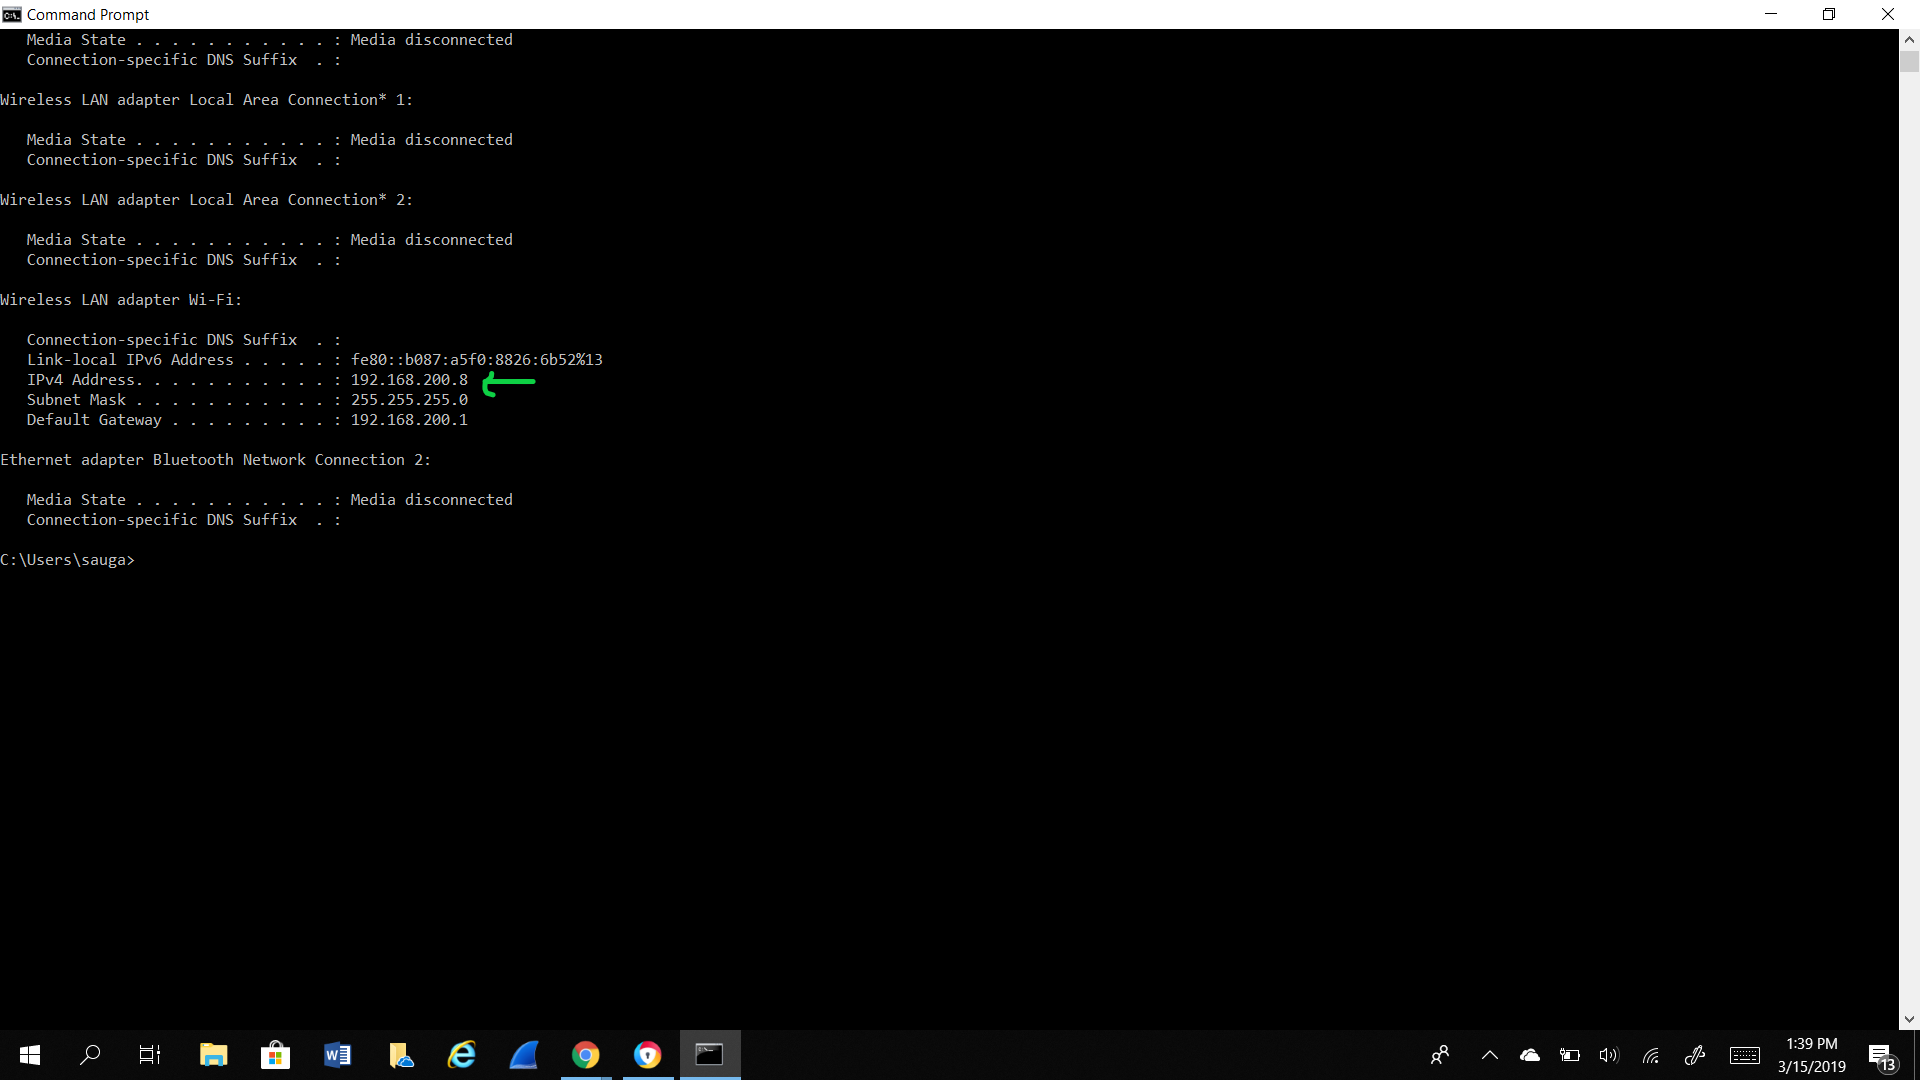 Command Prompt
Media State . . . . . . . . . . . : Media disconnected
Connection-specific DNS Suffix  . :
Wireless LAN adapter Local Area Connection* 1:
Media State . . . . . . . . . . . : Media disconnected
Connection-specific DNS Suffix  . :
Wireless LAN adapter Local Area Connection* 2:
Media State . . . . . . . . . . . : Media disconnected
Connection-specific DNS Suffix  . :
Wireless LAN adapter Wi-Fi:
Connection-specific DNS Suffix  . :
Link-local IPv6 Address . . . . . : fe80::b087:a5f0:8826:6b52%13
IPv4 Address. . . . . . . . . . . : 192.168.200.8
Subnet Mask . . . . . . . . . . . : 255.255.255.0
Default Gateway . . . . . . . . . : 192.168.200.1
Ethernet adapter Bluetooth Network Connection 2:
Media State . . . . . . . . . . . : Media disconnected
Connection-specific DNS Suffix  . :
C:\Users\sauga>
1:39 PM
3/15/2019
13